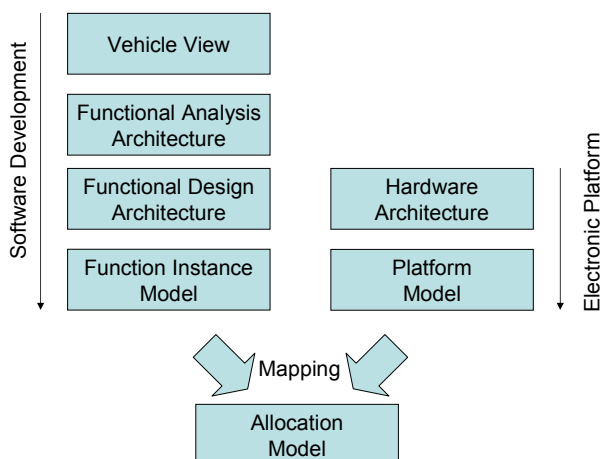 Software Development
Vehicle View
Functional Analysis
Architecture
Functional Design
Architecture
Function Instance
Model
Hardware
Architecture
Platform
Model
Electronic Platform
Mapping
Allocation
Model